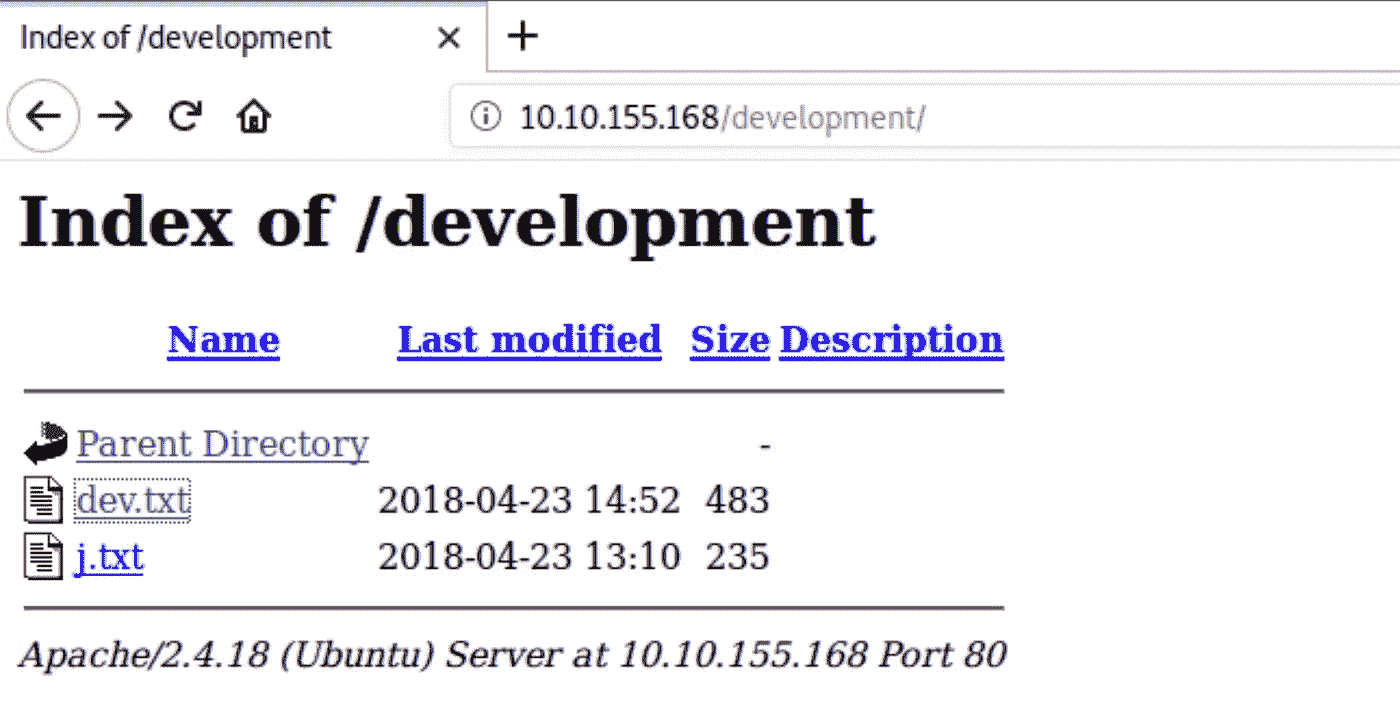 Index of /development
10.10.155.168/development/
Index of /development
Name Last modified Size Description
Parent Directory -
dev.txt 2018-04-23 14:52 483
j.txt 2018-04-23 13:10 235
Apache/2.4.18 (Ubuntu) Server at 10.10.155.168 Port 80